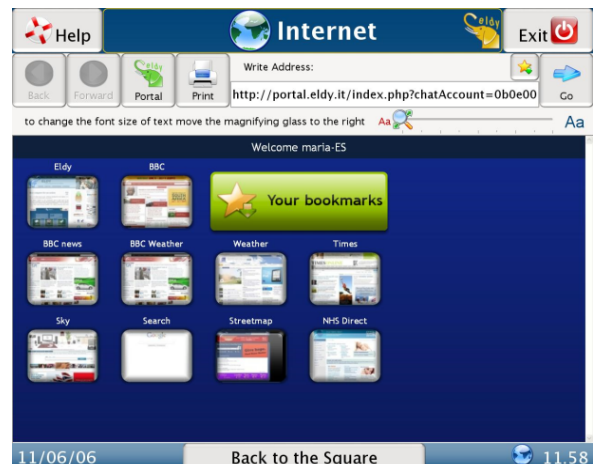 Help
Internet
eldy
Exit
Back
Forward
eldy
Portal
Print
Write Address:
http://portal.eldy.it/index.php?chatAccount=0b0e00
Go
to change the font size of text move the magnifying glass to the right Aa Aa
Welcome maria-ES
Eldy
BBC
Your bookmarks
BBC news
BBC Weather
Weather
Times
Sky
Search
Streetmap
NHS Direct
Google
11/06/06
Back to the Square
11.58